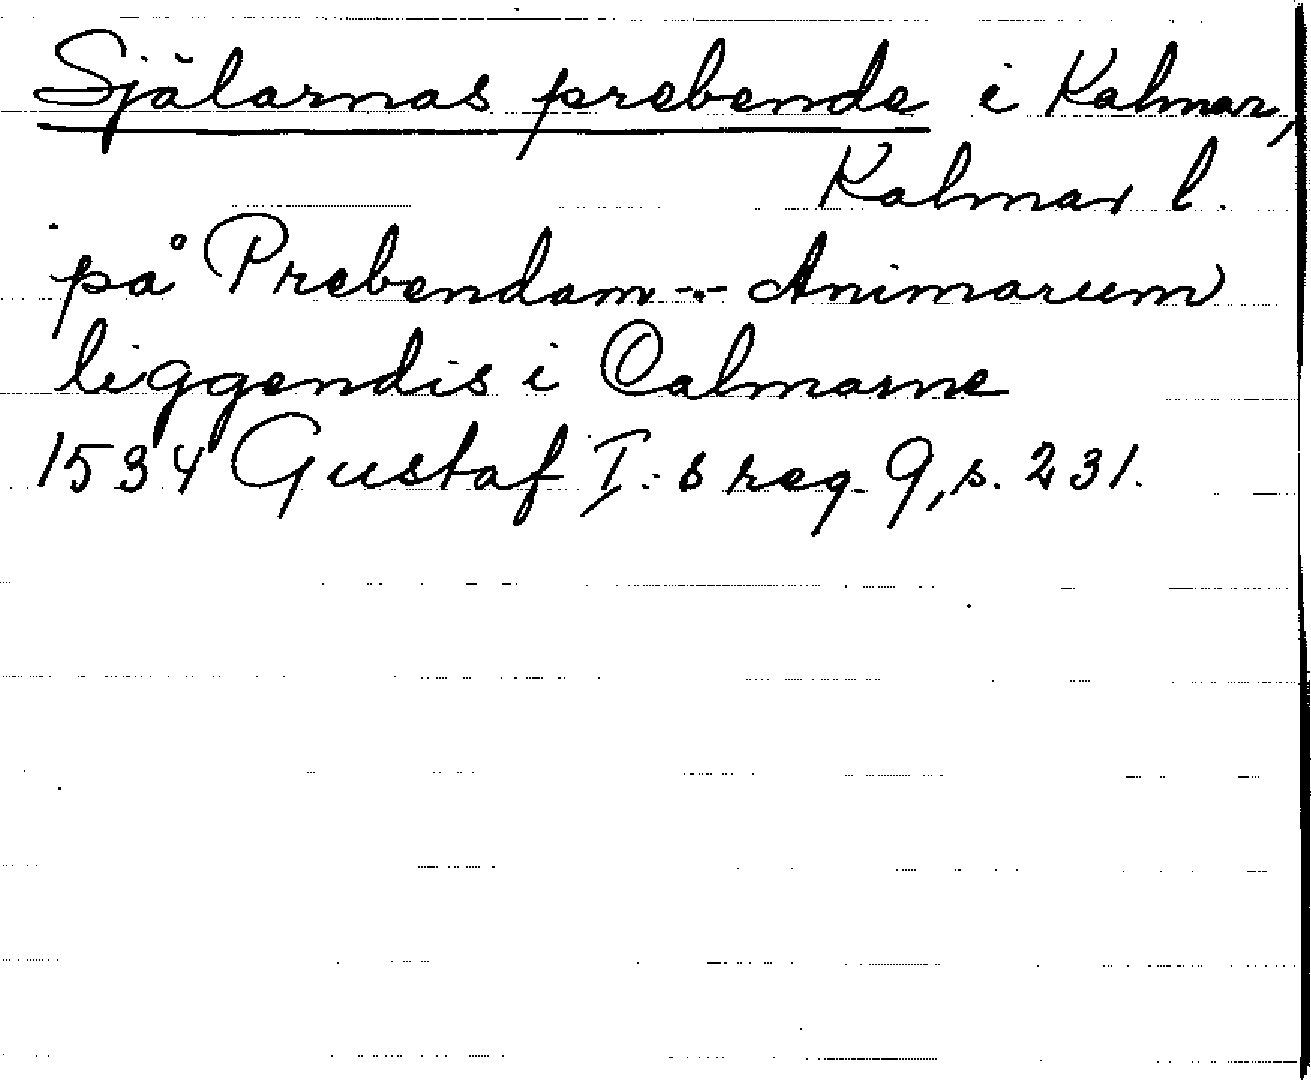 Själarnas prebende i Kalmar,
Kalmar l.
på Prebendam -.- Animarum
liggendis i Calmarne
1534 Gustaf I:s reg. 9, s. 231.